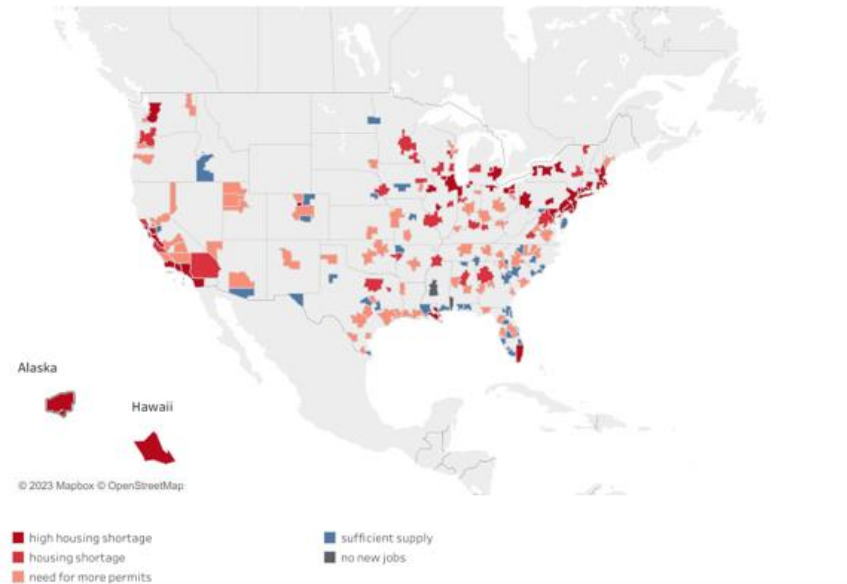 Alaska
Hawaii
© 2023 Mapbox © OpenStreetMap
high housing shortage
sufficient supply
housing shortage
no new jobs
need for more permits